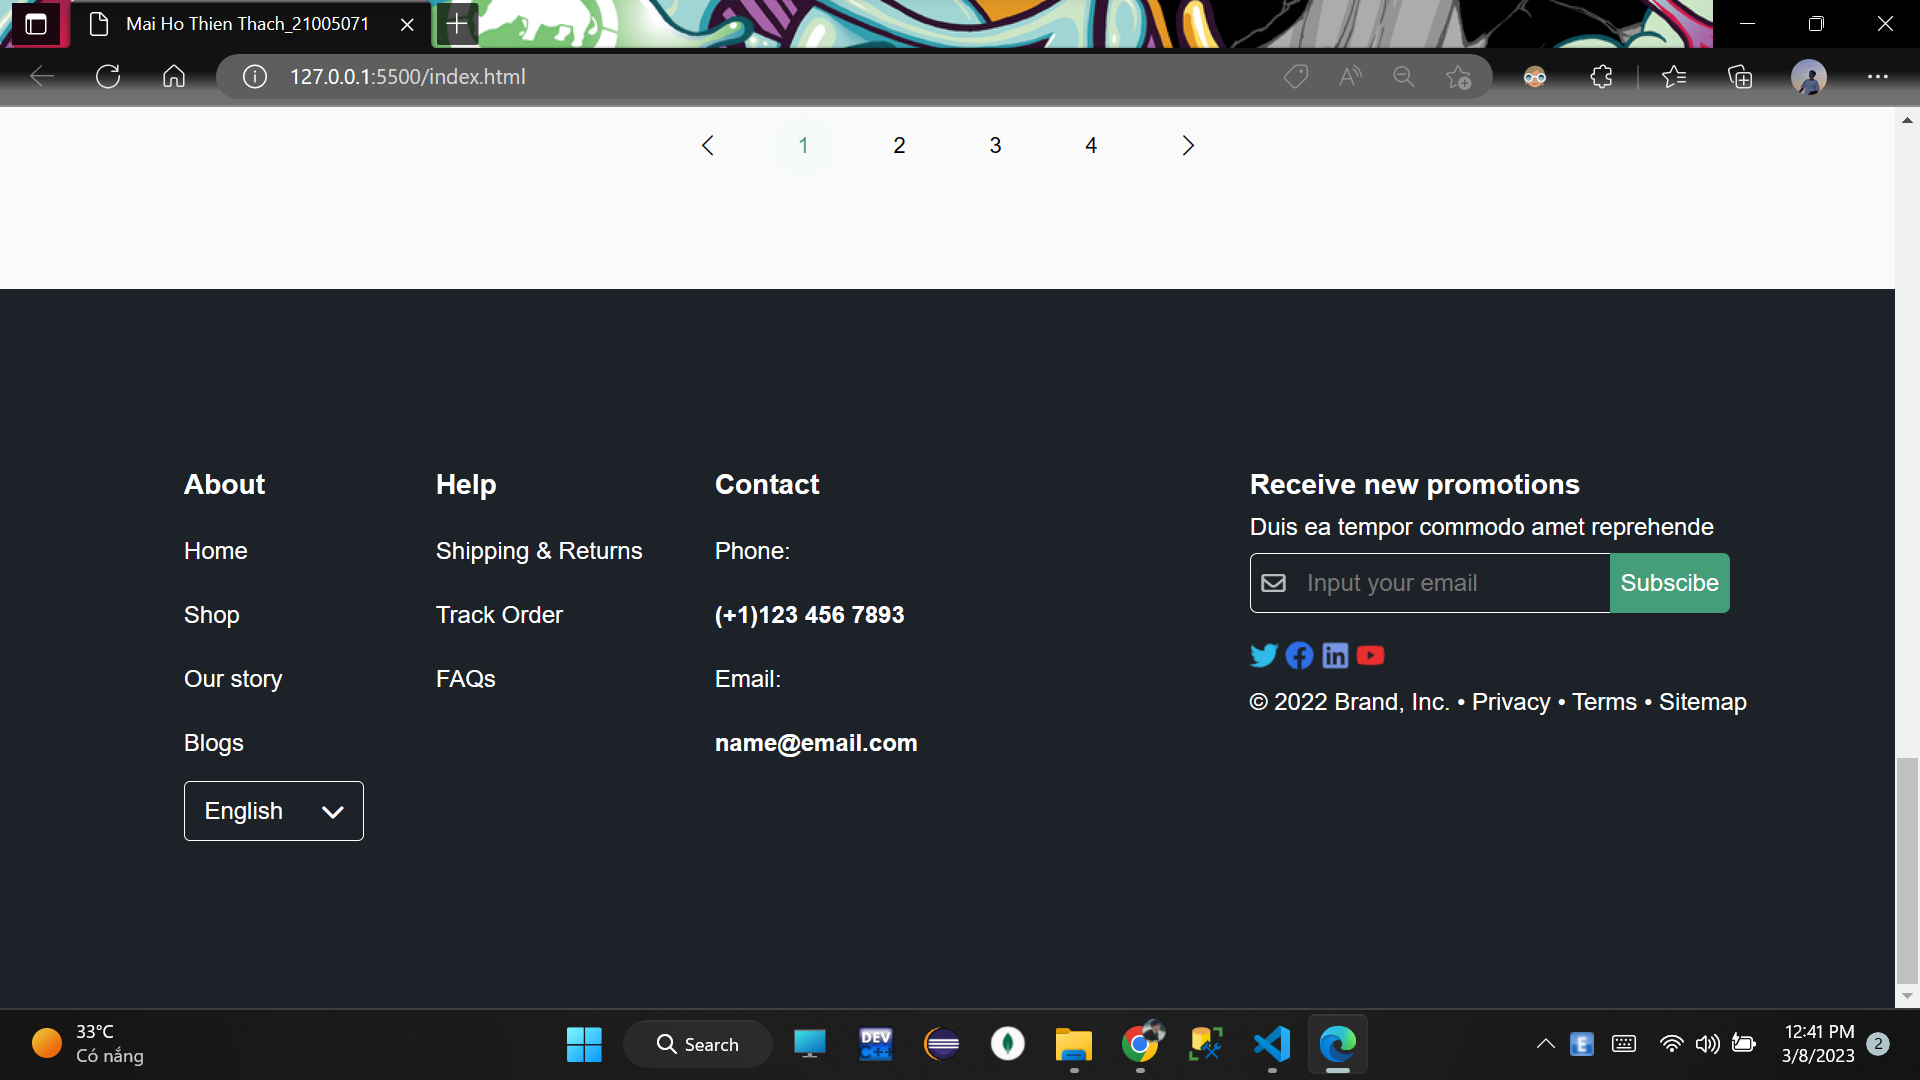 Mai Ho Thien Thach_21005071
127.0.0.1:5500/index.html
1 2 3 4
About
Home
Shop
Our story
Blogs
English
Help
Shipping & Returns
Track Order
FAQs
Contact
Phone:
(+1)123 456 7893
Email:
name@email.com
Receive new promotions
Duis ea tempor commodo amet reprehende
Input your email
Subscibe
© 2022 Brand, Inc. • Privacy • Terms • Sitemap
33°C
Có nắng
Search
DEV
C++
E
12:41 PM
3/8/2023
2